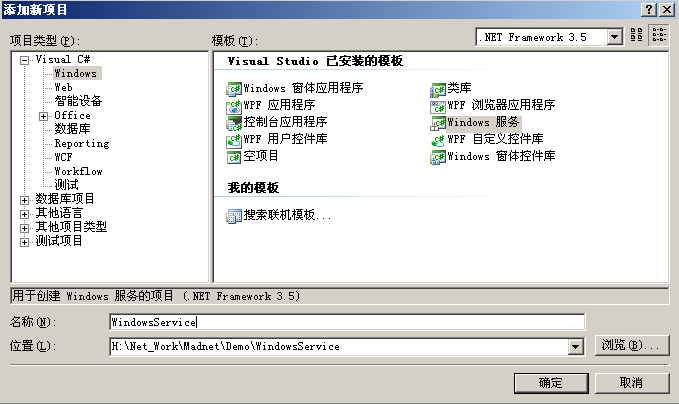 添加新项目
项目类型(P):
模板(T):
.NET Framework 3.5
Visual C#
Windows
Web
智能设备
Office
数据库
Reporting
WCF
Workflow
测试
数据库项目
其他语言
其他项目类型
测试项目
Visual Studio 已安装的模板
Windows 窗体应用程序
类库
WPF 应用程序
WPF 浏览器应用程序
控制台应用程序
Windows 服务
WPF 用户控件库
WPF 自定义控件库
空项目
Windows 窗体控件库
我的模板
搜索联机模板...
用于创建 Windows 服务的项目 (.NET Framework 3.5)
名称(N):
WindowsService
位置(L):
H:\Net_Work\Madnet\Demo\WindowsService
浏览(B)...
确定
取消